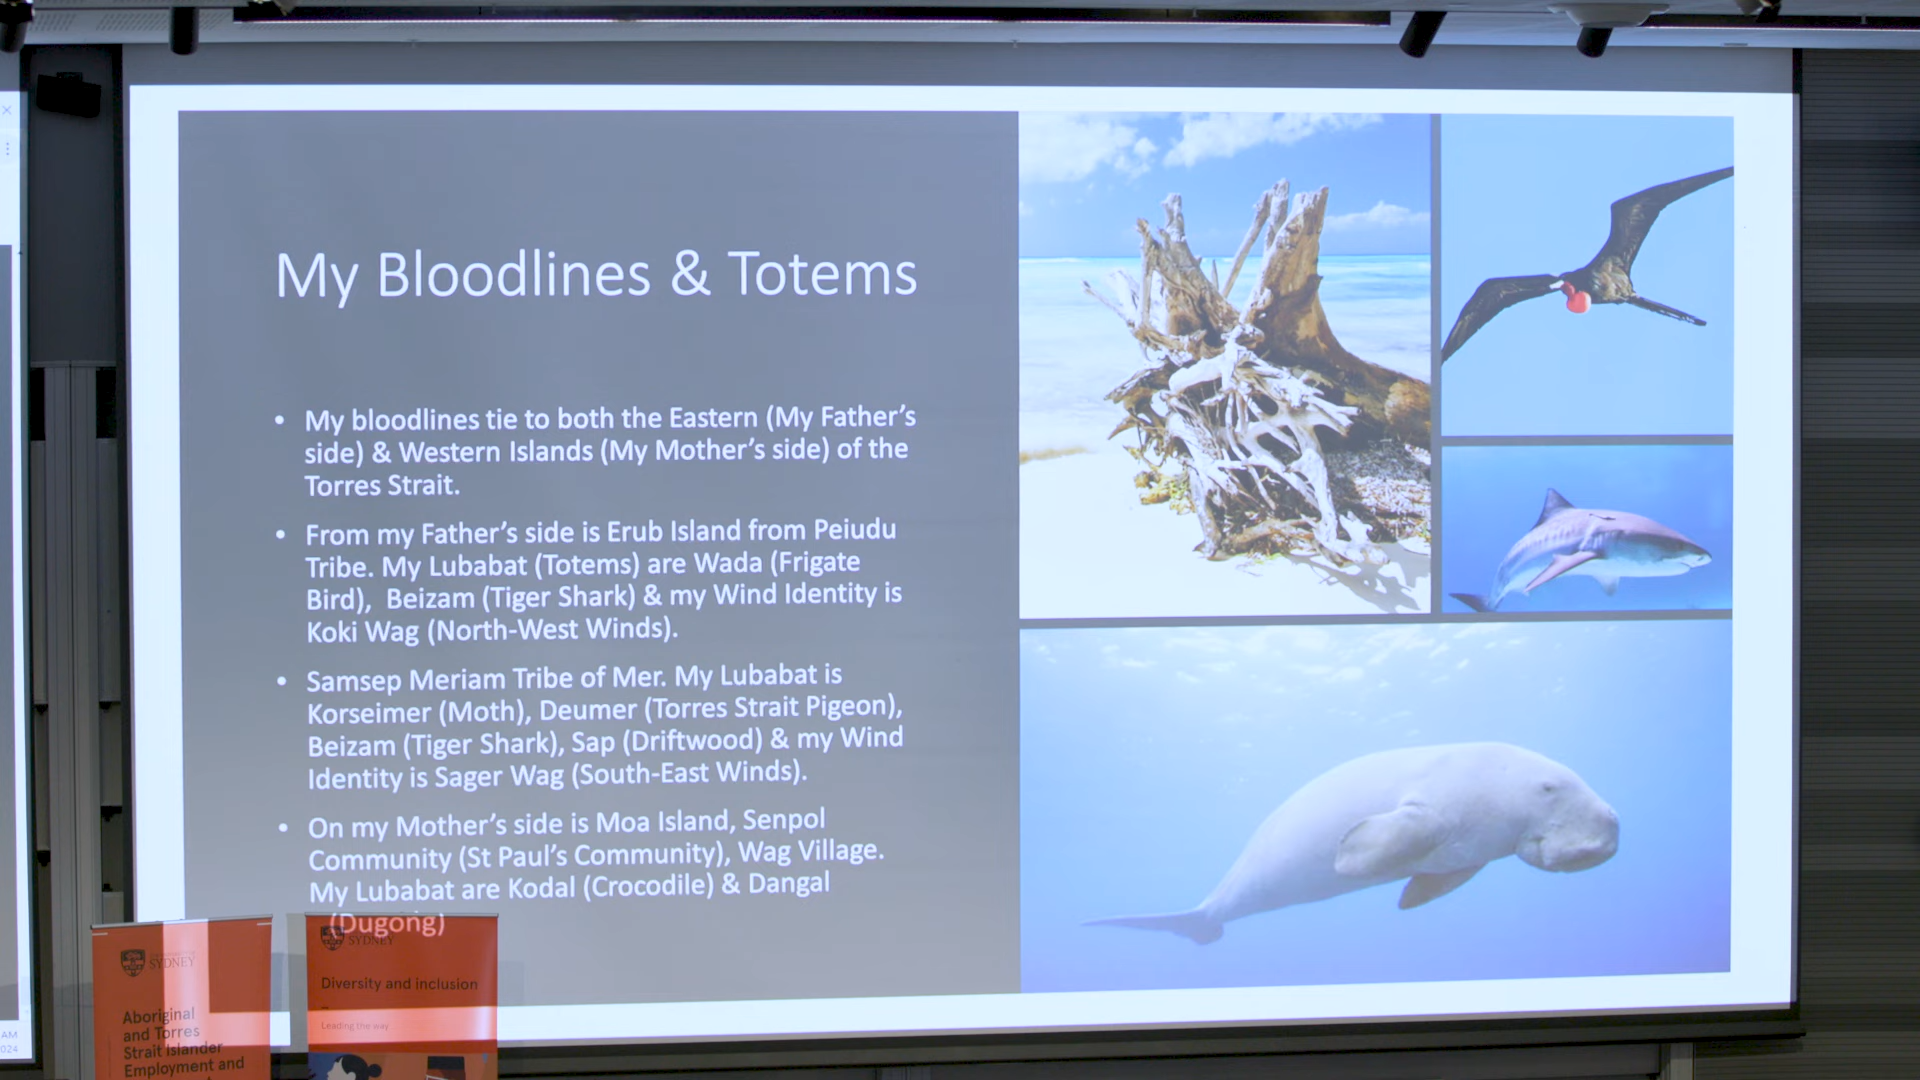 My Bloodlines & Totems
• My bloodlines tie to both the Eastern (My Father's
side) & Western Islands (My Mother's side) of the
Torres Strait.
• From my Father's side is Erub Island from Peiudu
Tribe. My Lubabat (Totems) are Wada (Frigate
Bird), Beizam (Tiger Shark) & my Wind Identity is
Koki Wag (North-West Winds).
• Samsep Meriam Tribe of Mer. My Lubabat is
Korseimer (Moth), Deumer (Torres Strait Pigeon),
Beizam (Tiger Shark), Sap (Driftwood) & my Wind
Identity is Sager Wag (South-East Winds).
• On my Mother's side is Moa Island, Senpol
Community (St Paul's Community), Wag Village.
My Lubabat are Kodal (Crocodile) & Dangal
(Dugong)
SYDNEY
Aboriginal
and Torres
Strait Islander
Employment and
SYDNEY
Diversity and inclusion
Leading the way
AM
024